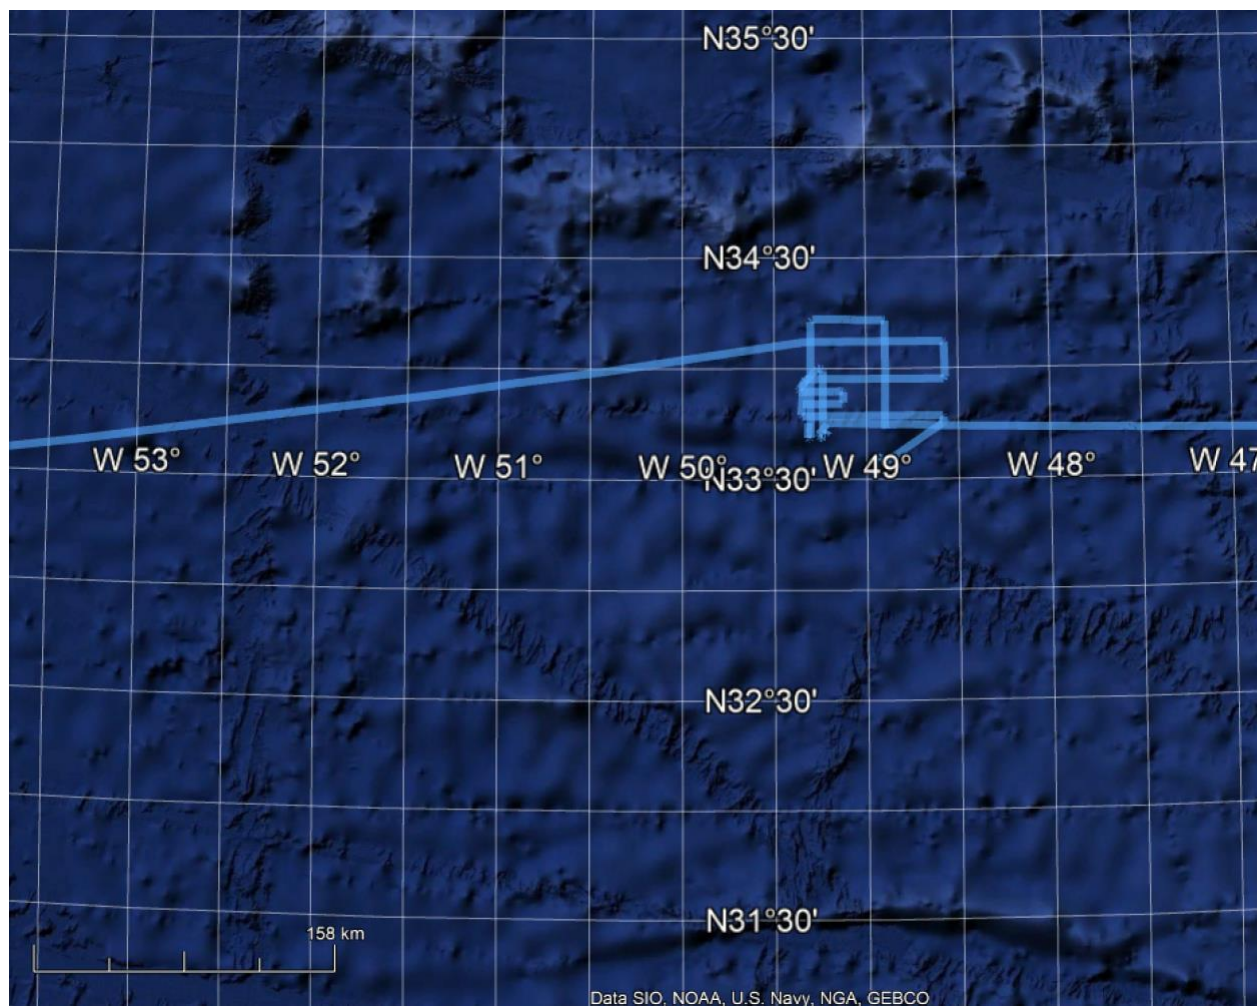 N35°30'
N34°30'
W 53°
W 52°
W 51°
W 50°
W 49°
W 48°
W 47
N33°30'
N32°30'
N31°30'
158 km
Data SIO, NOAA, U.S. Navy, NGA, GEBCO